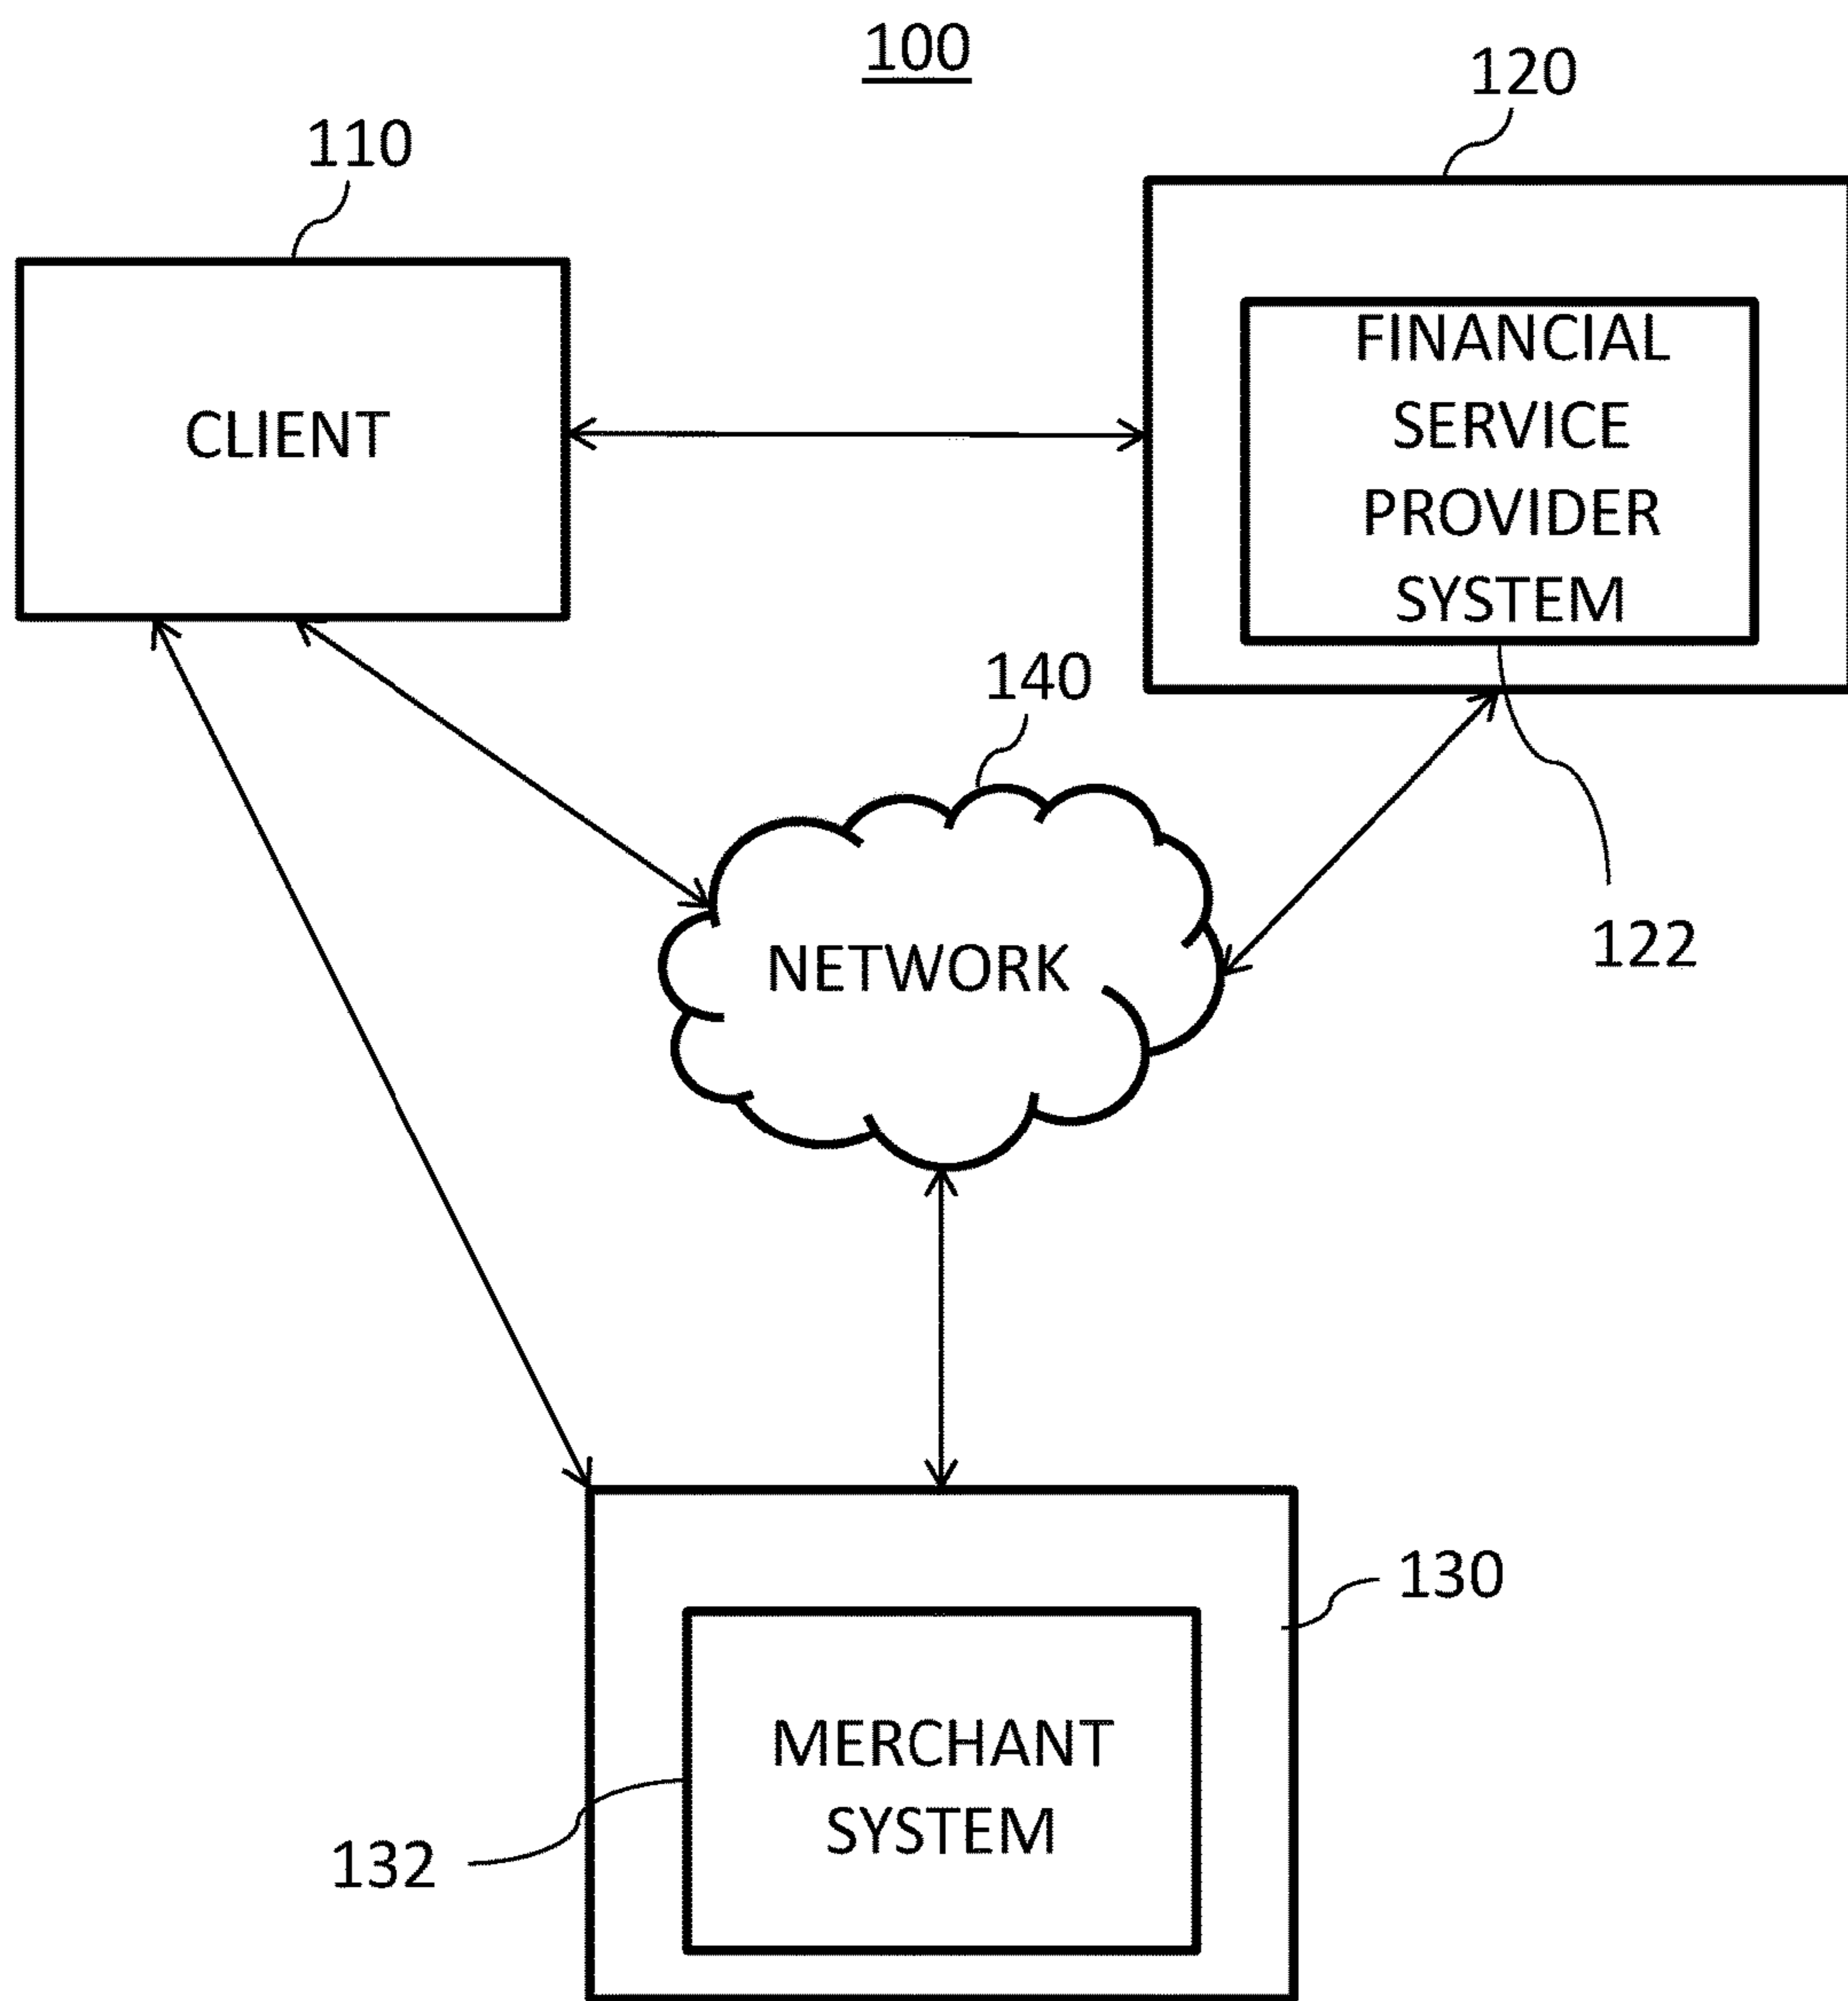 100
120
110
FINANCIAL
SERVICE
PROVIDER
SYSTEM
CLIENT
140
122
NETWORK
130
MERCHANT
SYSTEM
132